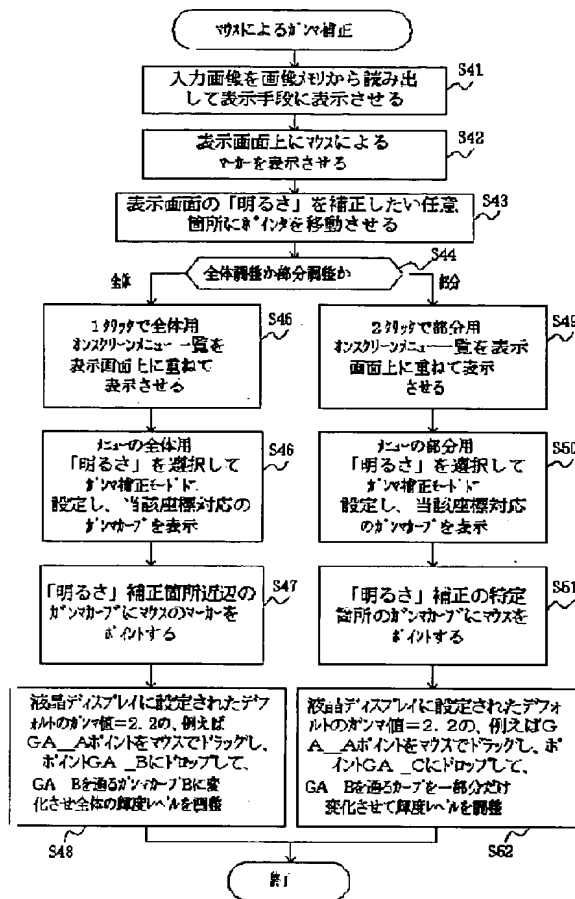 マウスによるガンマ補正
入力画像を画像メモリから読み出
して表示手段に表示させる
S41
表示画面上にマウスによる
マーカーを表示させる
S42
表示画面の「明るさ」を補正したい任意
箇所にポインタを移動させる
S43
全体調整か部分調整か
S44
全体
部分
1クリックで全体用
オンスクリーンメニュー一覧を
表示画面上に重ねて
表示させる
S45
2クリックで部分用
オンスクリーンメニュー一覧を表示
画面上に重ねて表示
させる
S49
メニューの全体用
「明るさ」を選択して
ガンマ補正モードに
設定し、当該座標対応の
ガンマカーブを表示
S46
メニューの部分用
「明るさ」を選択して
ガンマ補正モードに
設定し、当該座標対応
のガンマカーブを表示
S50
「明るさ」補正箇所近辺の
ガンマカーブにマウスのマーカーを
ポイントする
S47
「明るさ」補正の特定
箇所のガンマカーブにマウスを
ポイントする
S51
液晶ディスプレイに設定されたデフ
ォルトのガンマ値=2.2の、例えば
GA_Aポイントをマウスでドラッグし、
ポイントGA_Bにドロップして、
GA Bを通るガンマカーブBに変
化させ全体の輝度レベルを調整
S48
液晶ディスプレイに設定されたデフォル
トのガンマ値=2.2の、例えばG
A_Aポイントをマウスでドラッグし、ポ
イントGA_Cにドロップして、
GA Bを通るカーブを一部分だけ
変化させて輝度レベルを調整
S52
終了